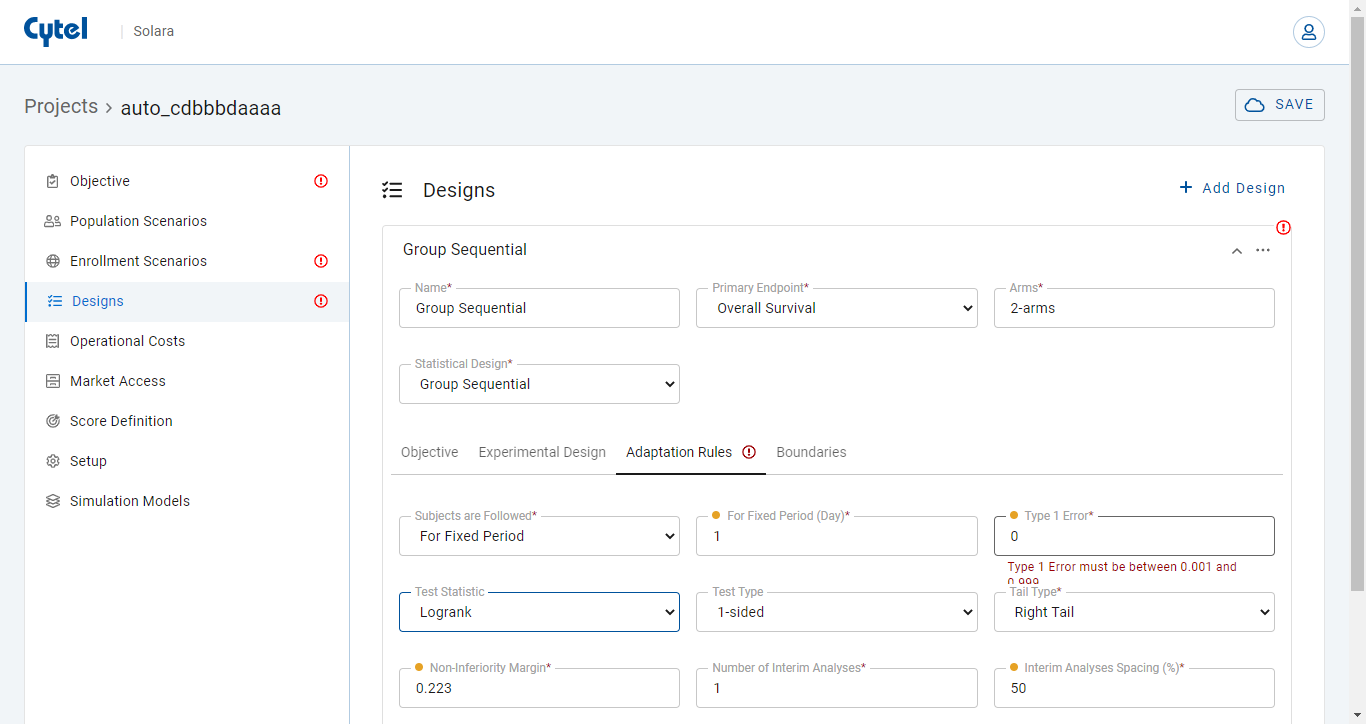 Cytel
Solara
Projects › auto_cdbbbdaaaa
SAVE
Objective
Population Scenarios
Enrollment Scenarios
Designs
Operational Costs
Market Access
Score Definition
Setup
Simulation Models
Designs
Add Design
Group Sequential
Name* Primary Endpoint* Arms*
Group Sequential Overall Survival 2-arms
Statistical Design*
Group Sequential
Objective Experimental Design Adaptation Rules Boundaries
Subjects are Followed* For Fixed Period (Day)* Type 1 Error*
For Fixed Period 1 0
Type 1 Error must be between 0.001 and
0.999
Test Statistic Test Type Tail Type*
Logrank 1-sided Right Tail
Non-Inferiority Margin* Number of Interim Analyses* Interim Analyses Spacing (%)*
0.223 1 50